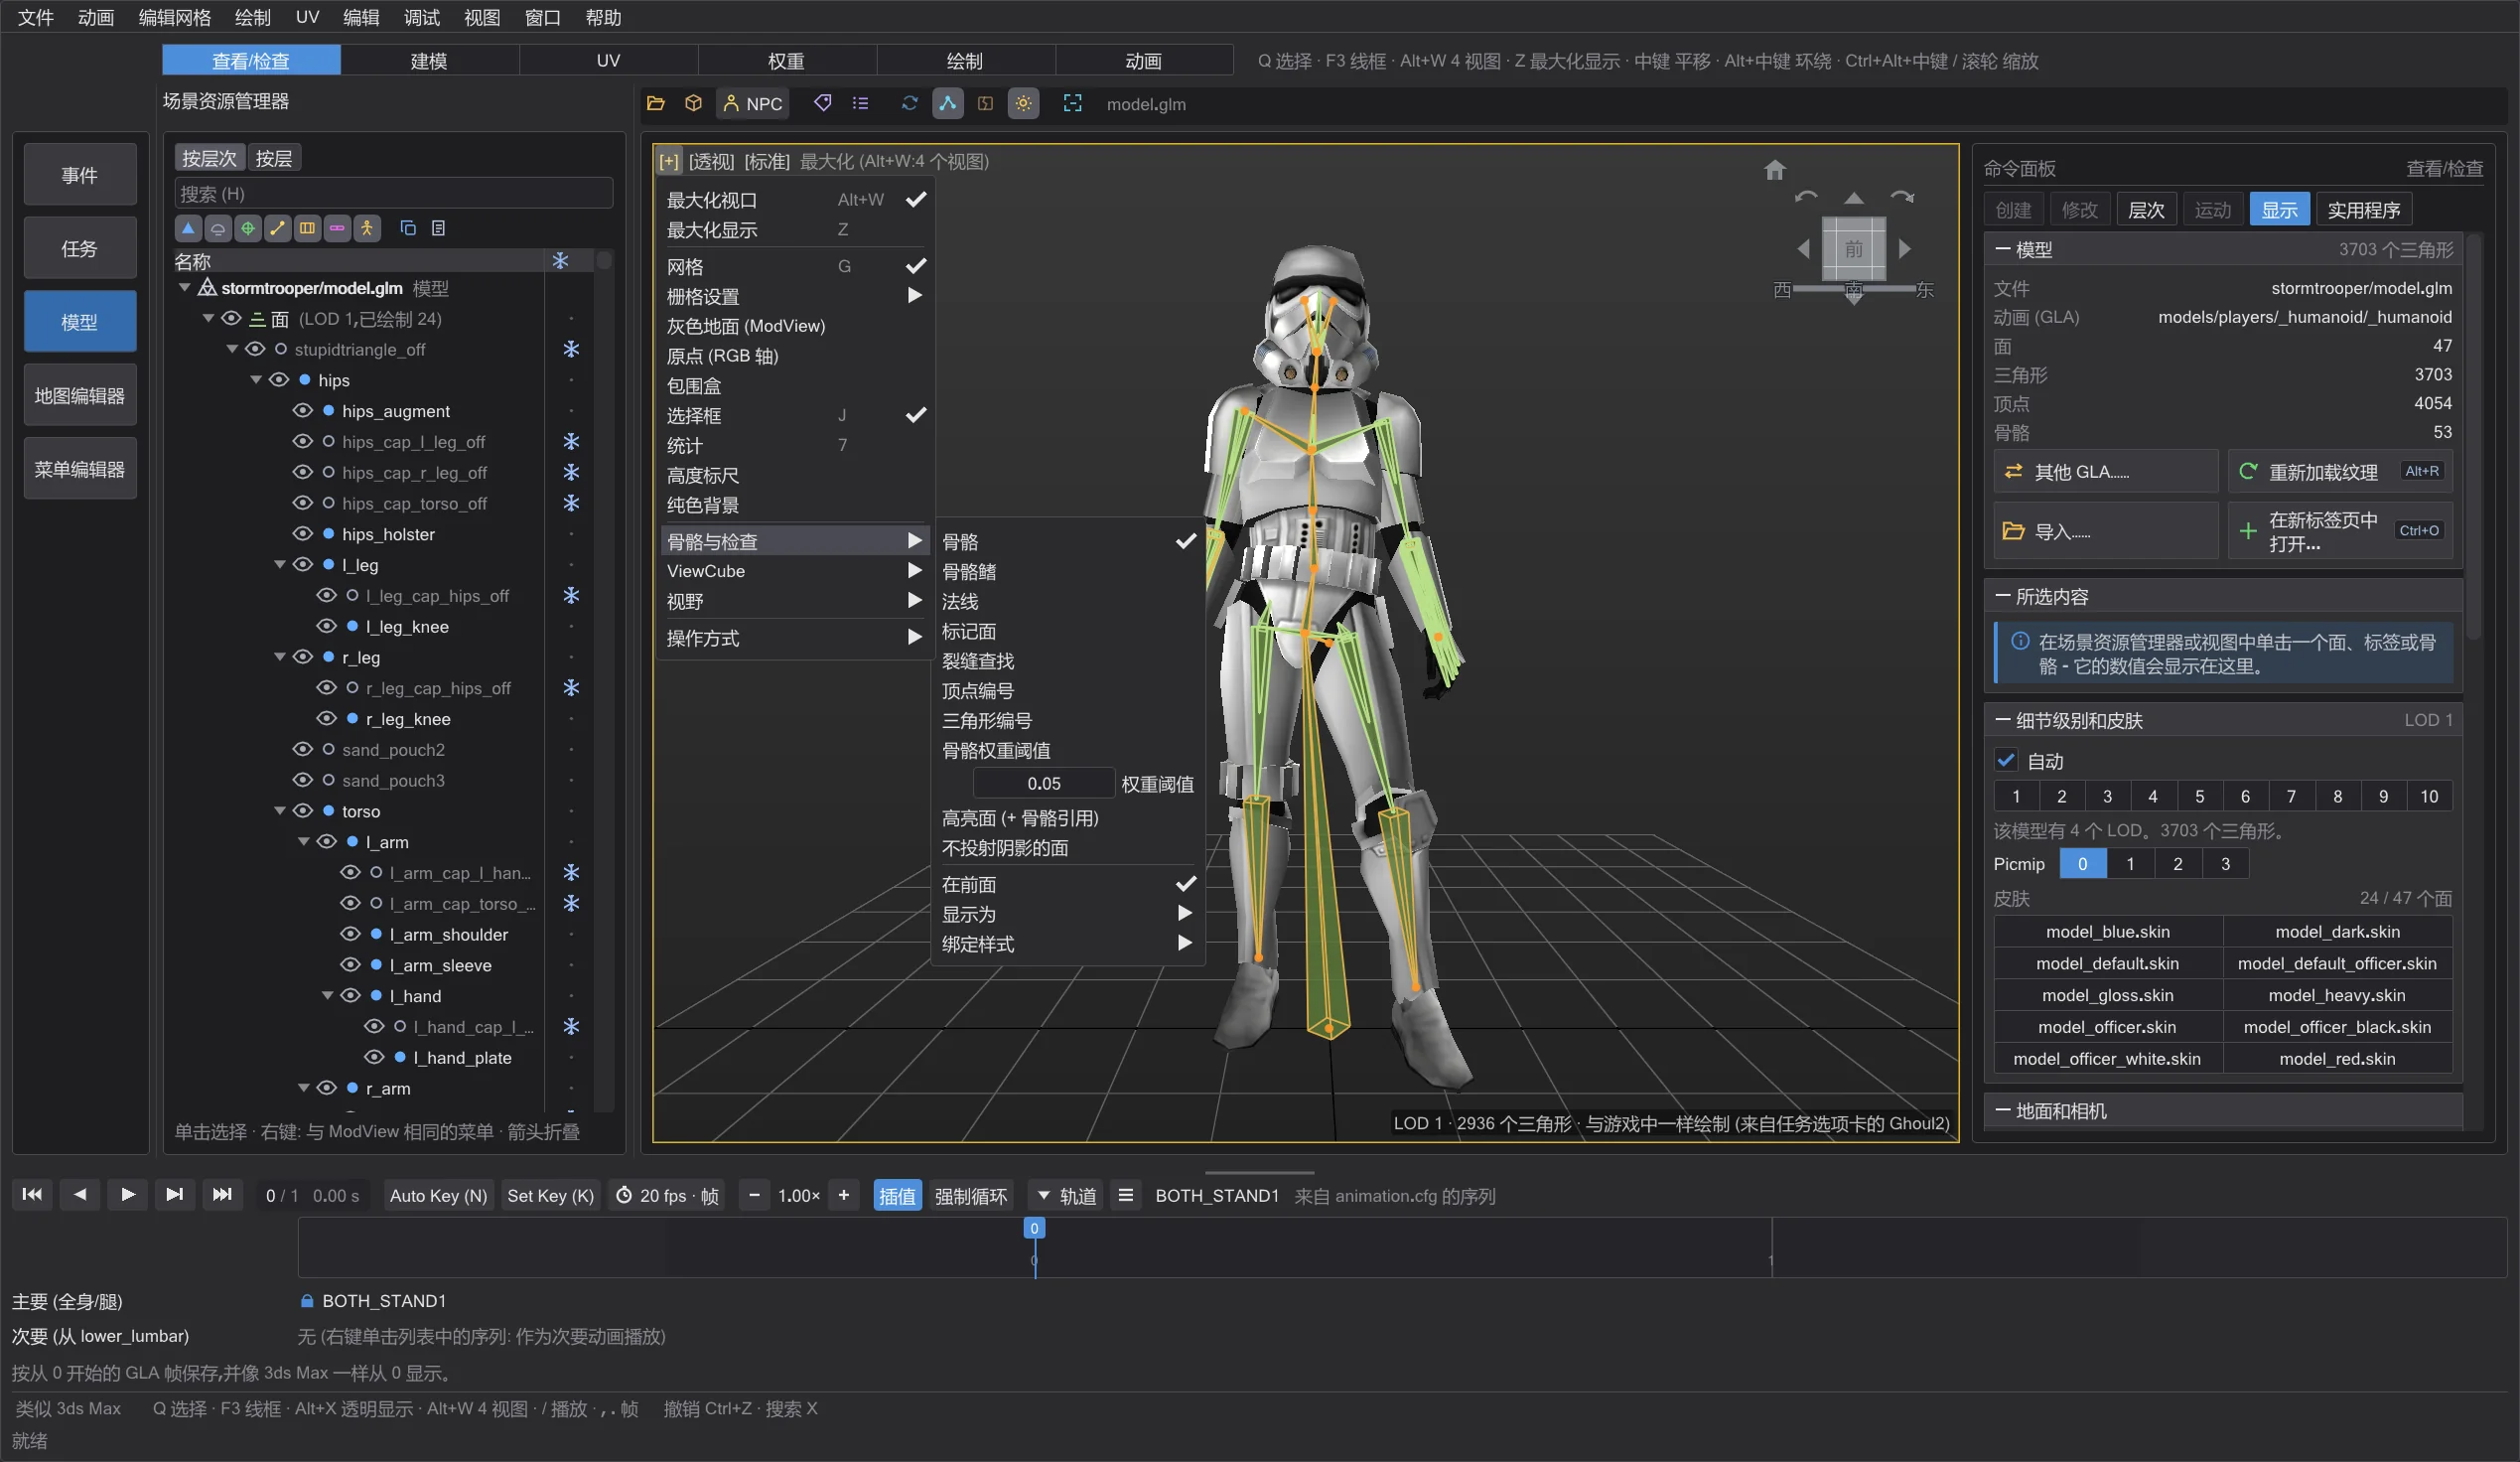 文件 动画 编辑网格 绘制 UV 编辑 调试 视图 窗口 帮助
查看/检查 建模 UV 权重 绘制 动画 Q 选择 · F3 线框 · Alt+W 4 视图 · Z 最大化显示 · 中键 平移 · Alt+中键 环绕 · Ctrl+Alt+中键 / 滚轮 缩放
场景资源管理器
NPC model.glm
事件
任务
模型
地图编辑器
菜单编辑器
按层次 按层
搜索 (H)
名称
stormtrooper/model.glm 模型
面 (LOD 1,已绘制 24)
stupidtriangle_off
hips
hips_augment
hips_cap_l_leg_off
hips_cap_r_leg_off
hips_cap_torso_off
hips_holster
l_leg
l_leg_cap_hips_off
l_leg_knee
r_leg
r_leg_cap_hips_off
r_leg_knee
sand_pouch2
sand_pouch3
torso
l_arm
l_arm_cap_l_han...
l_arm_cap_torso_...
l_arm_shoulder
l_arm_sleeve
l_hand
l_hand_cap_l_...
l_hand_plate
r_arm
单击选择 · 右键: 与 ModView 相同的菜单 · 箭头折叠
[+] [透视] [标准] 最大化 (Alt+W:4 个视图)
最大化视口 Alt+W
最大化显示 Z
网格 G
栅格设置
灰色地面 (ModView)
原点 (RGB 轴)
包围盒
选择框 J
统计 7
高度标尺
纯色背景
骨骼与检查
ViewCube
视野
操作方式
骨骼
骨骼鳍
法线
标记面
裂缝查找
顶点编号
三角形编号
骨骼权重阈值
0.05 权重阈值
高亮面 (+ 骨骼引用)
不投射阴影的面
在前面
显示为
绑定样式
前
西 南 东
LOD 1 · 2936 个三角形 · 与游戏中一样绘制 (来自任务选项卡的 Ghoul2)
命令面板 查看/检查
创建 修改 层次 运动 显示 实用程序
模型 3703 个三角形
文件 stormtrooper/model.glm
动画 (GLA) models/players/_humanoid/_humanoid
面 47
三角形 3703
顶点 4054
骨骼 53
其他 GLA...... 重新加载纹理 Alt+R
导入...... 在新标签页中打开... Ctrl+O
所选内容
在场景资源管理器或视图中单击一个面、标签或骨
骼 - 它的数值会显示在这里。
细节级别和皮肤 LOD 1
自动
1 2 3 4 5 6 7 8 9 10
该模型有 4 个 LOD。3703 个三角形。
Picmip 0 1 2 3
皮肤 24 / 47 个面
model_blue.skin model_dark.skin
model_default.skin model_default_officer.skin
model_gloss.skin model_heavy.skin
model_officer.skin model_officer_black.skin
model_officer_white.skin model_red.skin
地面和相机
0 / 1 0.00 s Auto Key (N) Set Key (K) 20 fps · 帧 − 1.00× + 插值 强制循环 轨道 BOTH_STAND1 来自 animation.cfg 的序列
0
0 1
主要 (全身/腿) BOTH_STAND1
次要 (从 lower_lumbar) 无 (右键单击列表中的序列: 作为次要动画播放)
按从 0 开始的 GLA 帧保存,并像 3ds Max 一样从 0 显示。
类似 3ds Max Q 选择 · F3 线框 · Alt+X 透明显示 · Alt+W 4 视图 · / 播放 · , . 帧 撤销 Ctrl+Z · 搜索 X
就绪